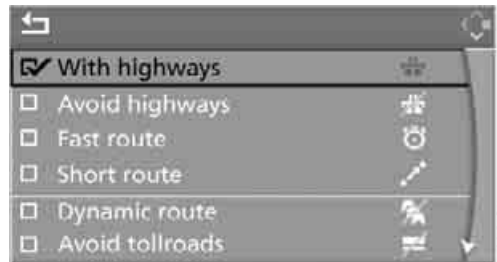 With highways
Avoid highways
Fast route
Short route
Dynamic route
Avoid tollroads